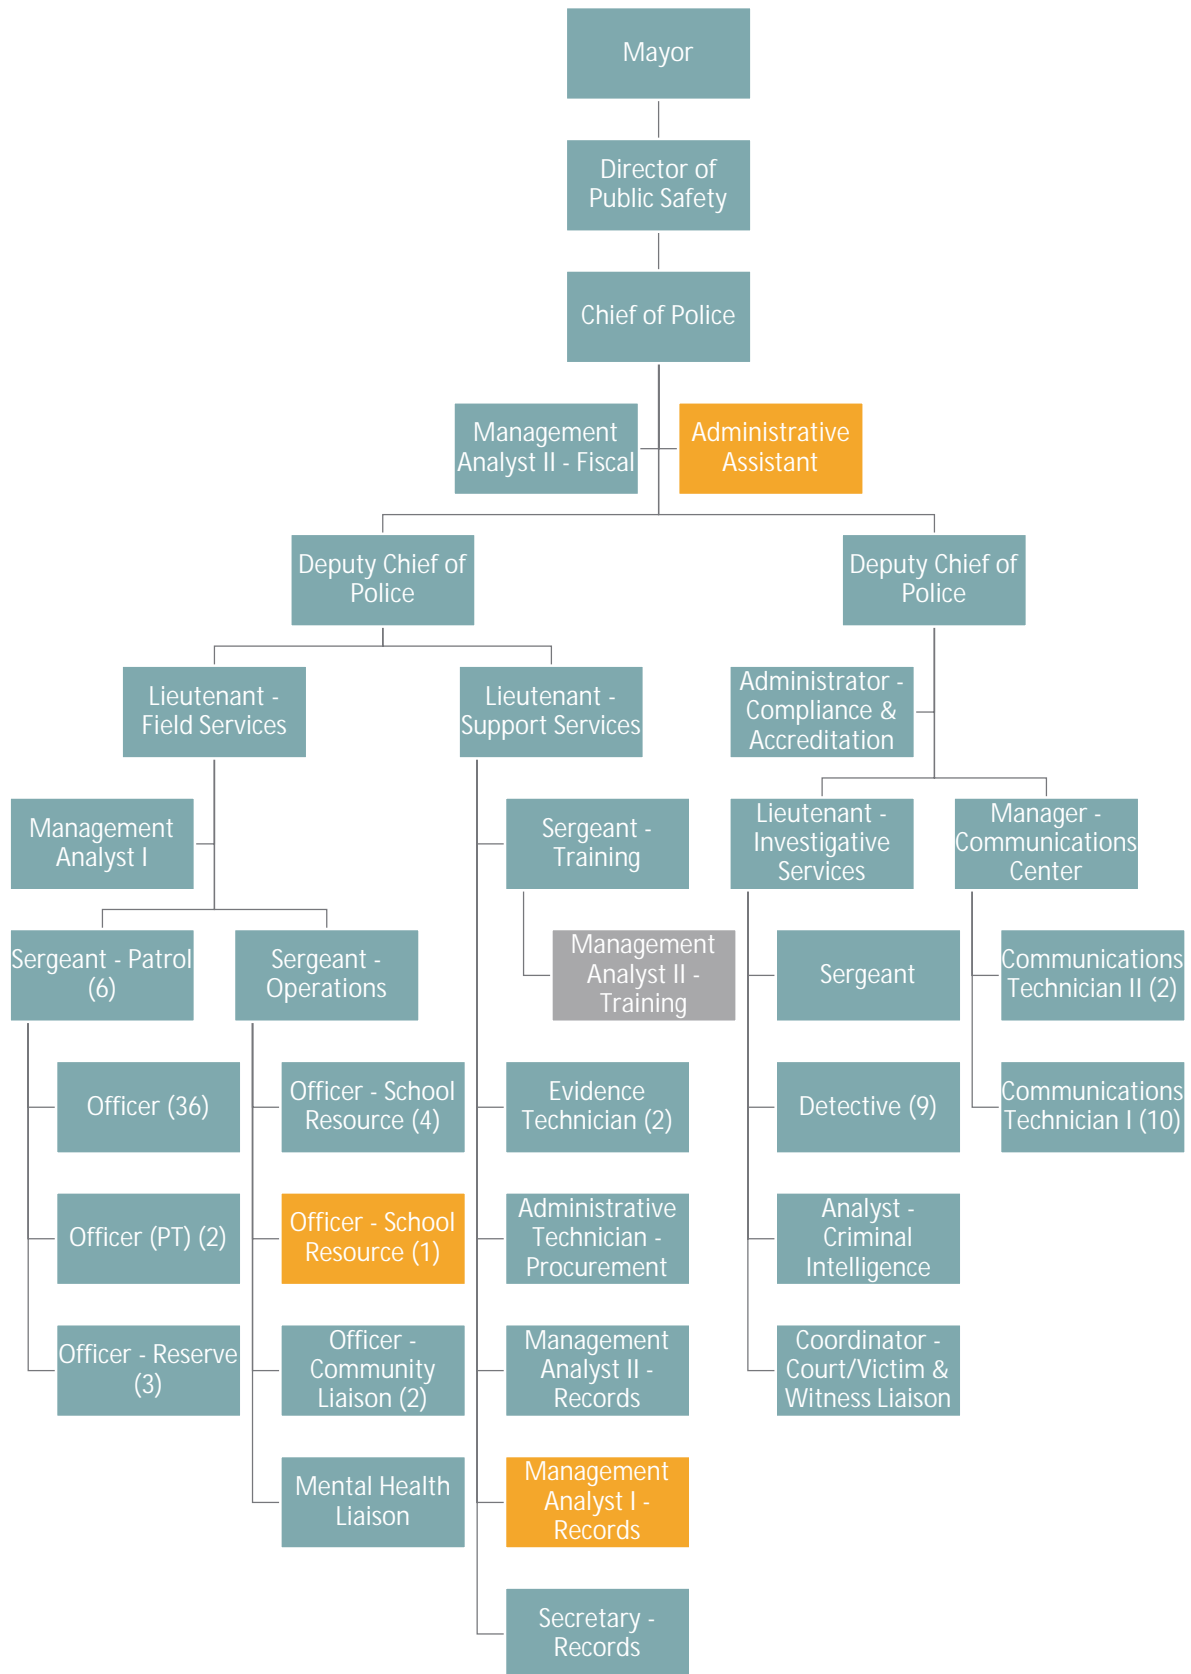 Mayor
Director of
Public Safety
Chief of Police
Management
Analyst II - Fiscal
Administrative
Assistant
Deputy Chief of
Police
Deputy Chief of
Police
Lieutenant -
Field Services
Lieutenant -
Support Services
Administrator -
Compliance &
Accreditation
Management
Analyst I
Sergeant -
Training
Lieutenant -
Investigative
Services
Manager -
Communications
Center
Sergeant - Patrol
(6)
Sergeant -
Operations
Management
Analyst II -
Training
Sergeant
Communications
Technician II (2)
Officer (36)
Officer - School
Resource (4)
Evidence
Technician (2)
Detective (9)
Communications
Technician I (10)
Officer (PT) (2)
Officer - School
Resource (1)
Administrative
Technician -
Procurement
Analyst -
Criminal
Intelligence
Officer - Reserve
(3)
Officer -
Community
Liaison (2)
Management
Analyst II -
Records
Coordinator -
Court/Victim &
Witness Liaison
Mental Health
Liaison
Management
Analyst I -
Records
Secretary -
Records